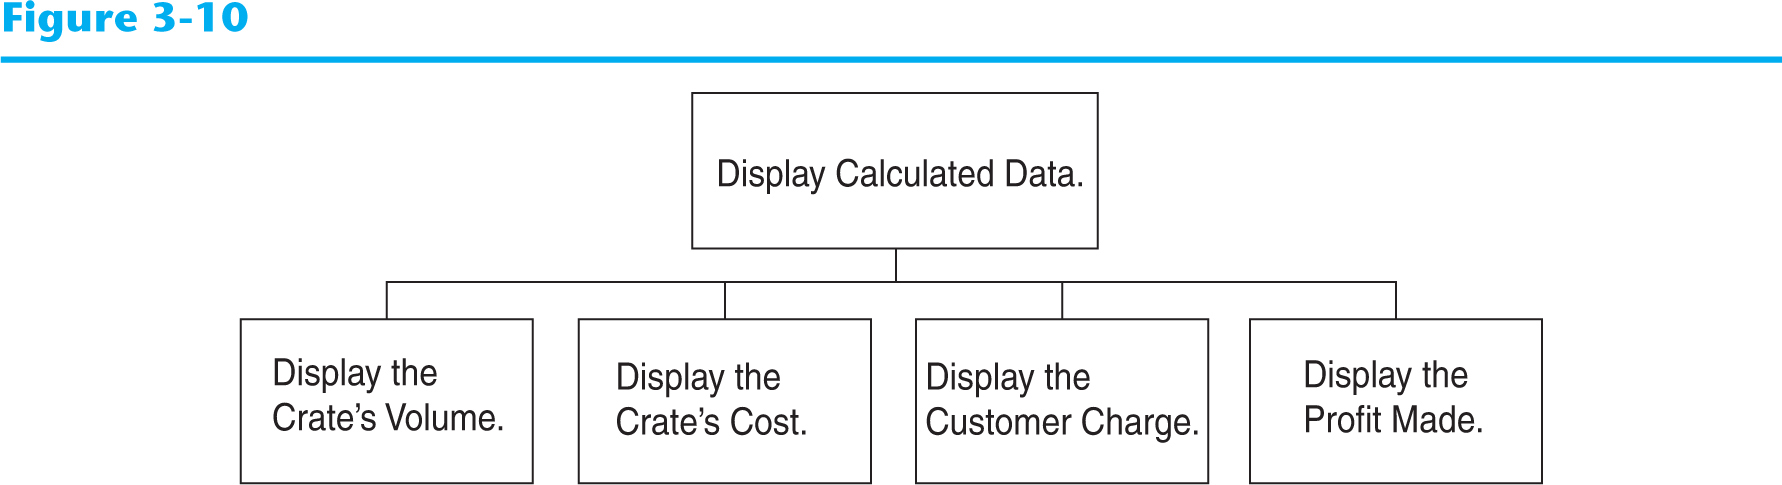 Figure 3-10
Display Calculated Data.
Display the
Crate’s Volume.
Display the
Crate’s Cost.
Display the
Customer Charge.
Display the
Profit Made.